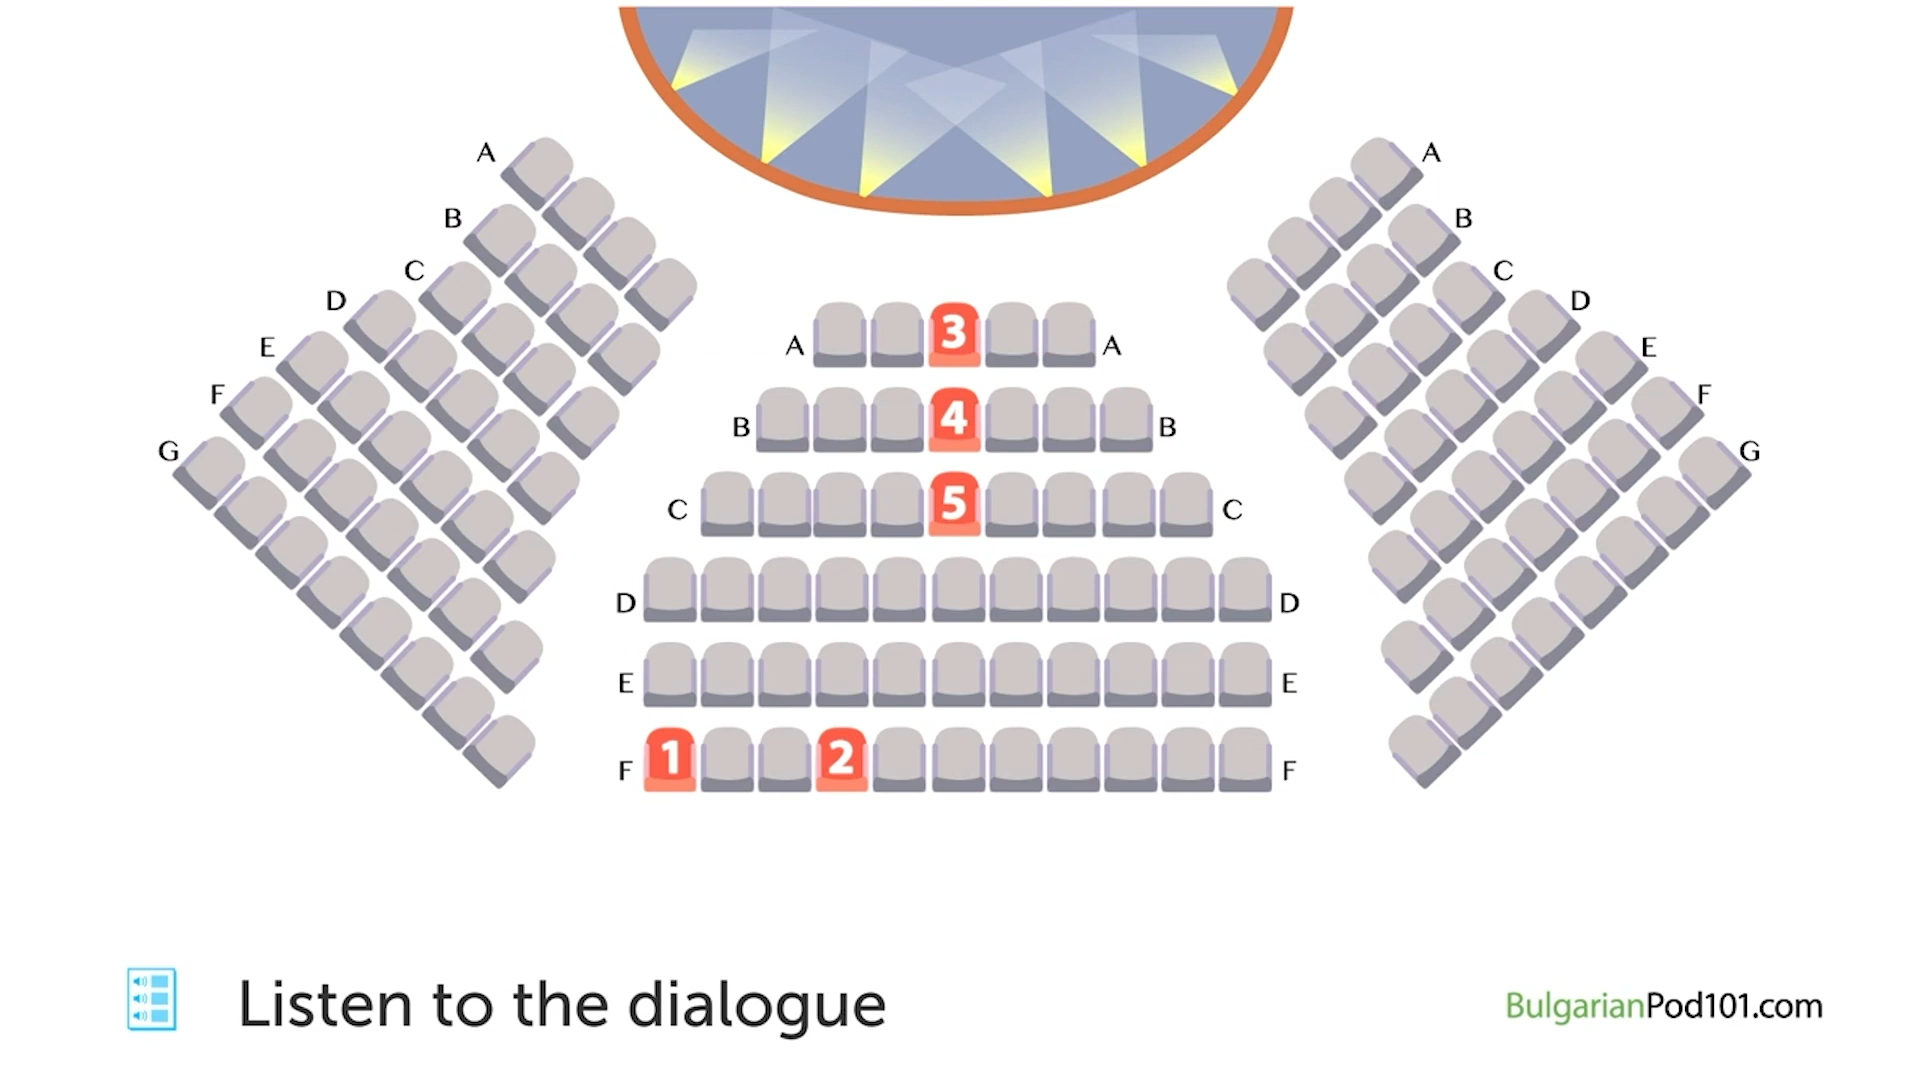 A
A
B
B
C
C
D
D
E
E
F
F
G
G
A 3 A
B 4 B
C 5 C
D D
E E
F 1 2 F
Listen to the dialogue
BulgarianPod101.com